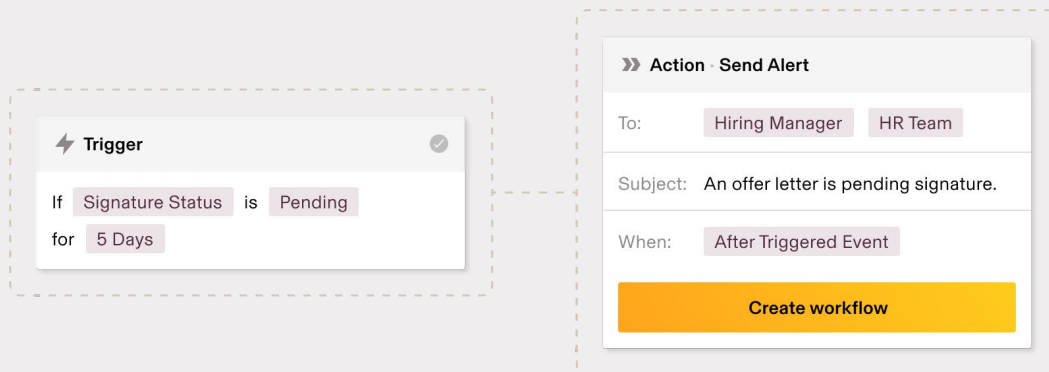 Trigger
If Signature Status is Pending
for 5 Days
Action · Send Alert
To: Hiring Manager HR Team
Subject: An offer letter is pending signature.
When: After Triggered Event
Create workflow